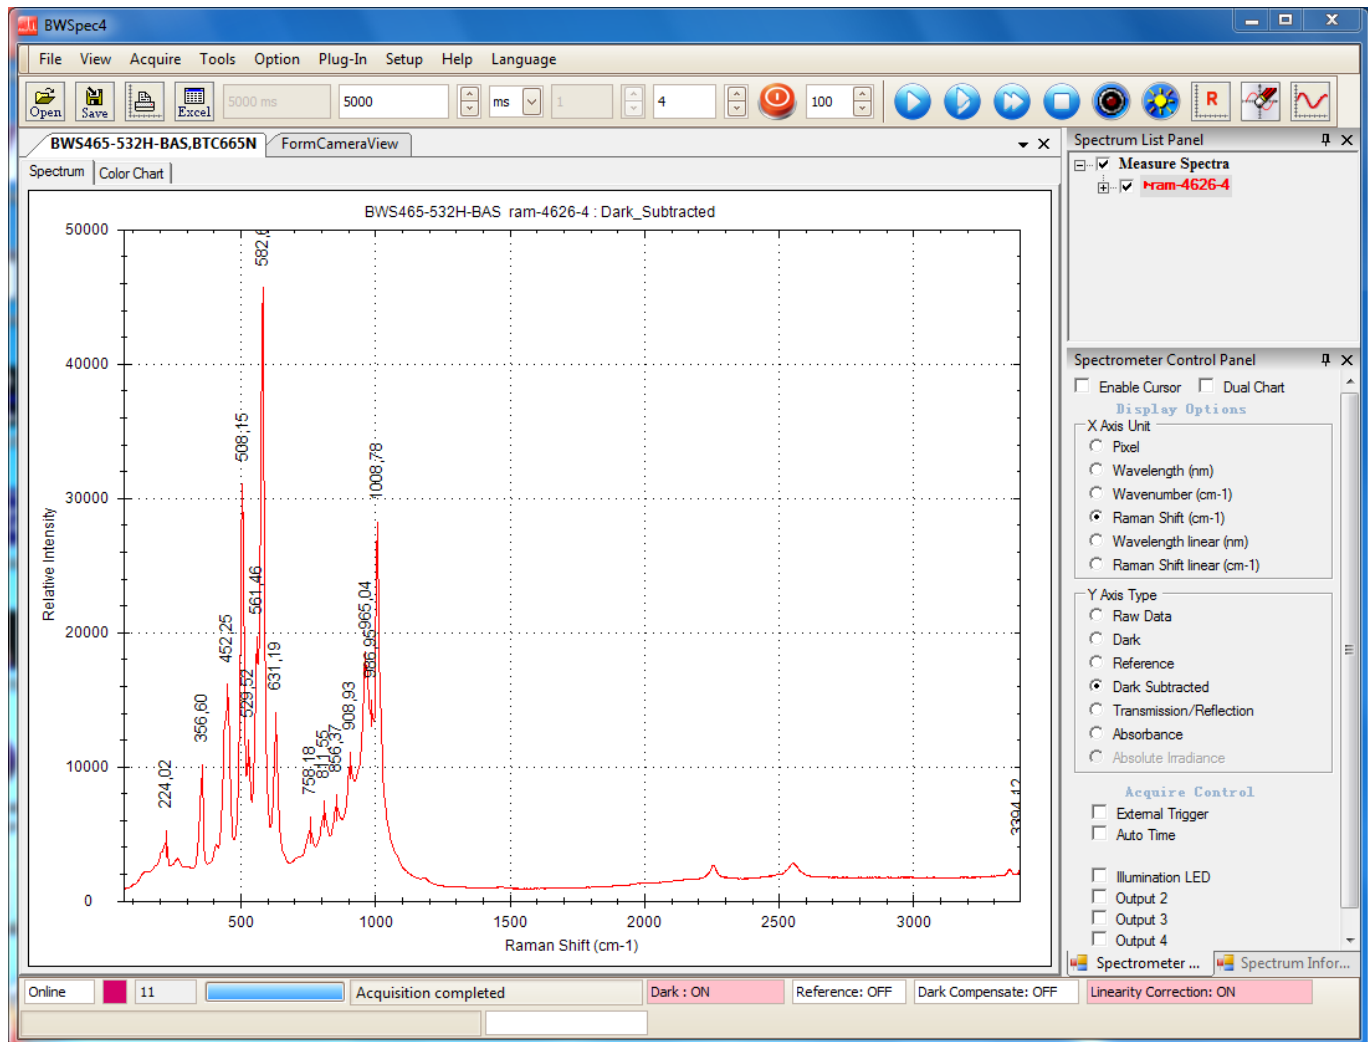 BWSpec4
File View Acquire Tools Option Plug-In Setup Help Language
Open Save Excel 5000 ms 5000 ms 1 4 100 R
BWS465-532H-BAS,BTC665N FormCameraView
Spectrum Color Chart
BWS465-532H-BAS ram-4626-4 : Dark_Subtracted
50000
40000
30000
20000
10000
0
Relative Intensity
224,02
356,60
452,25
508,15
529,52
561,46
582,6
631,19
758,18
811,55
856,37
908,93
965,04
986,95
1008,78
3394,12
500 1000 1500 2000 2500 3000
Raman Shift (cm-1)
Spectrum List Panel
Measure Spectra
ram-4626-4
Spectrometer Control Panel
Enable Cursor Dual Chart
Display Options
X Axis Unit
Pixel
Wavelength (nm)
Wavenumber (cm-1)
Raman Shift (cm-1)
Wavelength linear (nm)
Raman Shift linear (cm-1)
Y Axis Type
Raw Data
Dark
Reference
Dark Subtracted
Transmission/Reflection
Absorbance
Absolute Irradiance
Acquire Control
External Trigger
Auto Time
Illumination LED
Output 2
Output 3
Output 4
Spectrometer ... Spectrum Infor...
Online 11 Acquisition completed Dark : ON Reference: OFF Dark Compensate: OFF Linearity Correction: ON